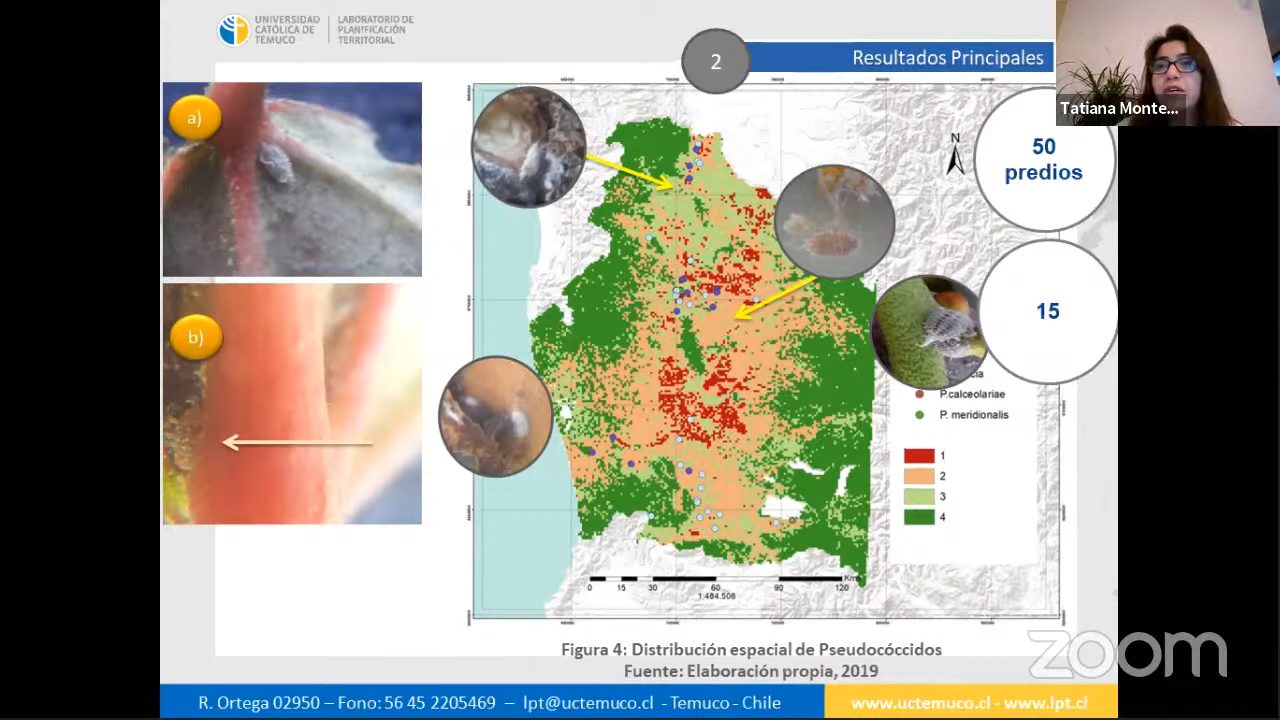 UNIVERSIDAD
CATÓLICA DE
TEMUCO
LABORATORIO DE
PLANIFICACIÓN
TERRITORIAL
2
Resultados Principales
Tatiana Monte...
a)
b)
N
50
predios
15
P.calceolariae
P. meridionalis
1
2
3
4
0 15 30 60 90 120
Km
1:484.506
Figura 4: Distribución espacial de Pseudocóccidos
Fuente: Elaboración propia, 2019
zoom
R. Ortega 02950 – Fono: 56 45 2205469 – lpt@uctemuco.cl - Temuco - Chile
www.uctemuco.cl - www.lpt.cl